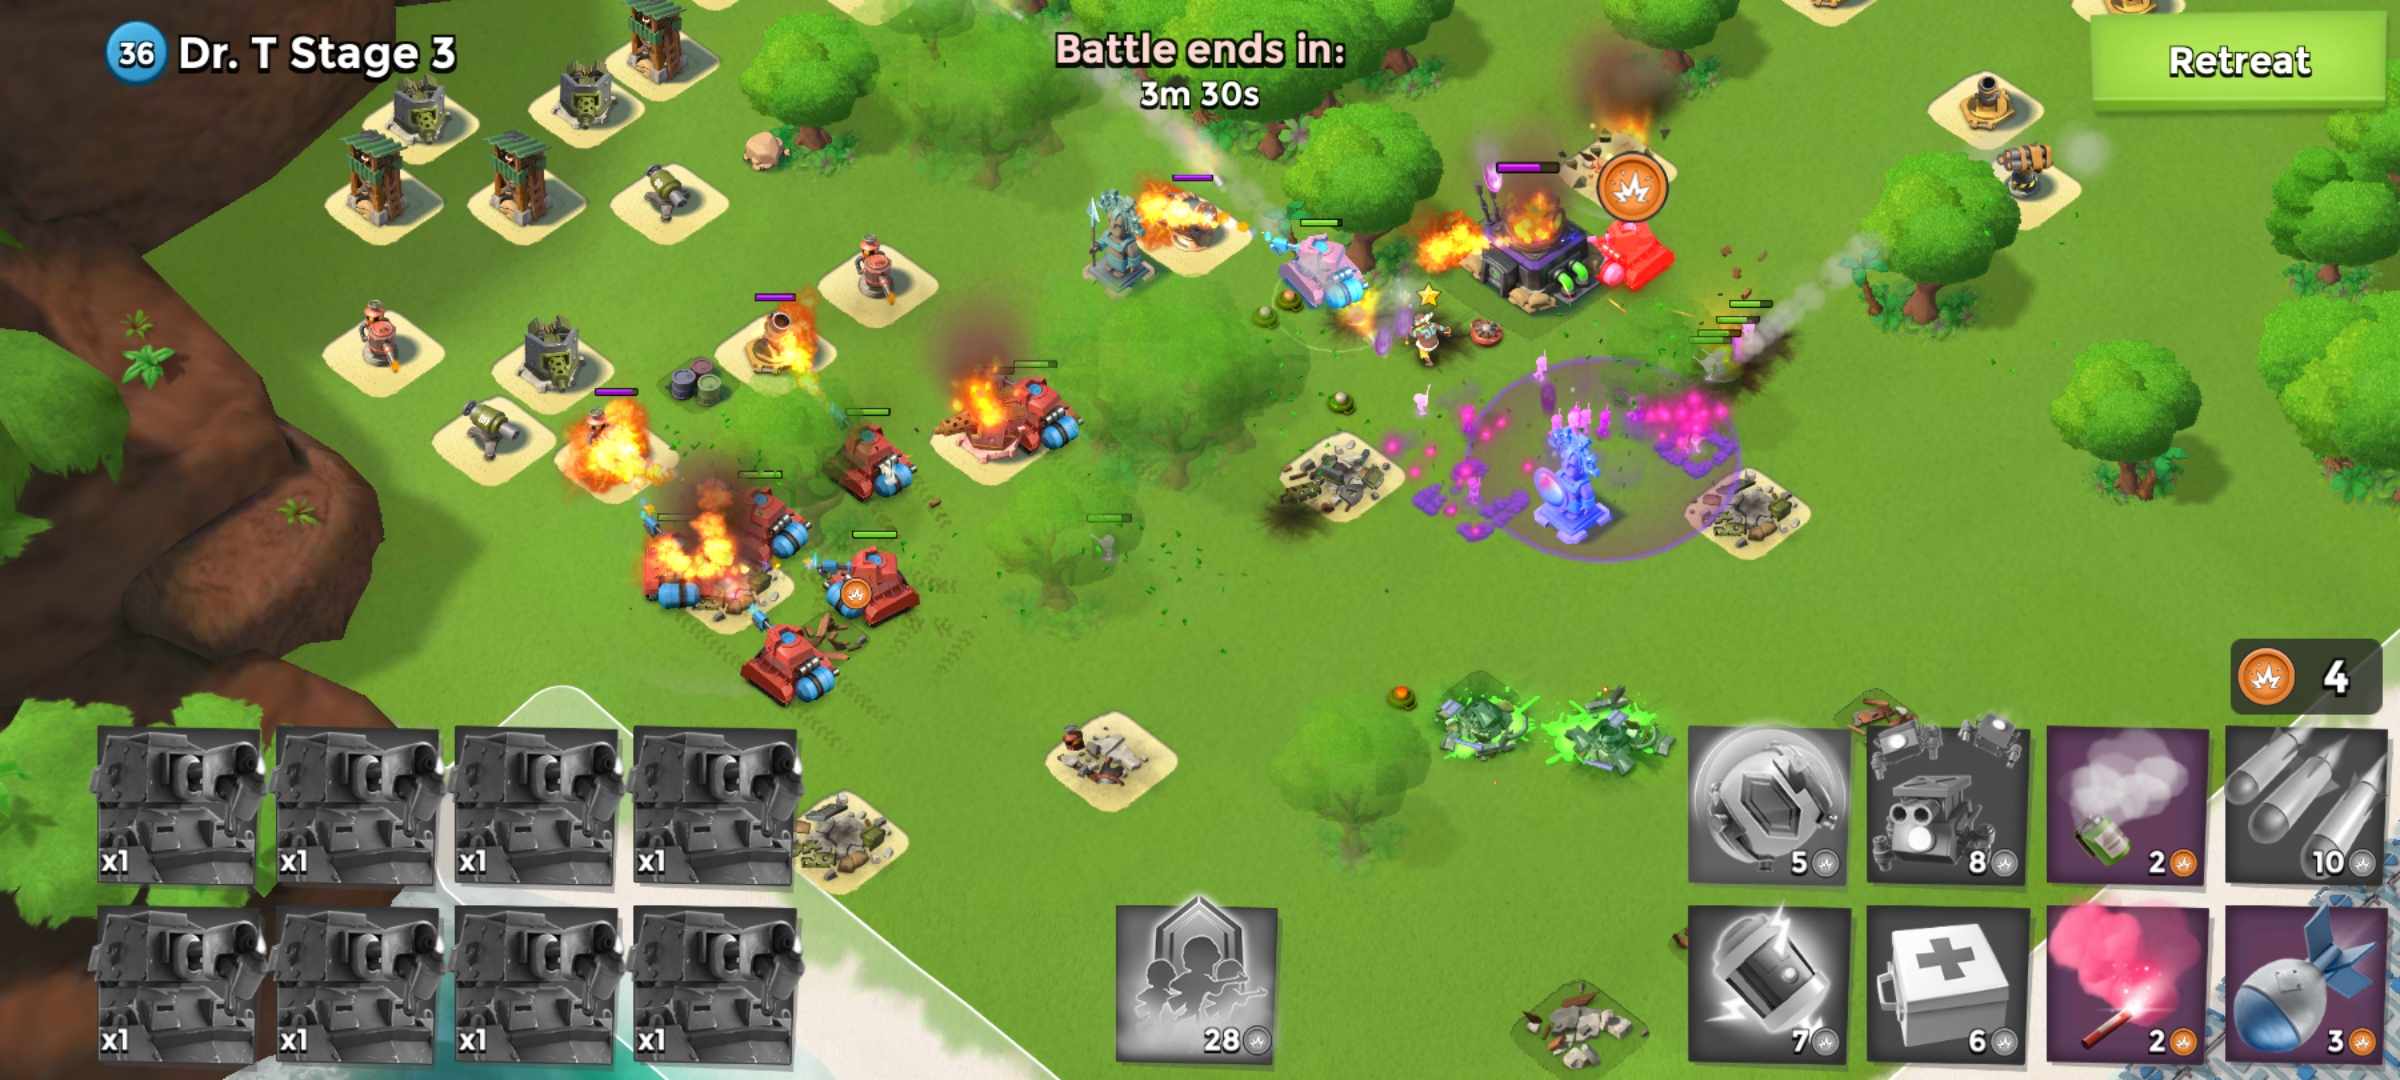 36 Dr. T Stage 3
Battle ends in:
3m 30s
Retreat
4
x1 x1 x1 x1
5 8 2 10
x1 x1 x1 x1
28
7 6 2 3